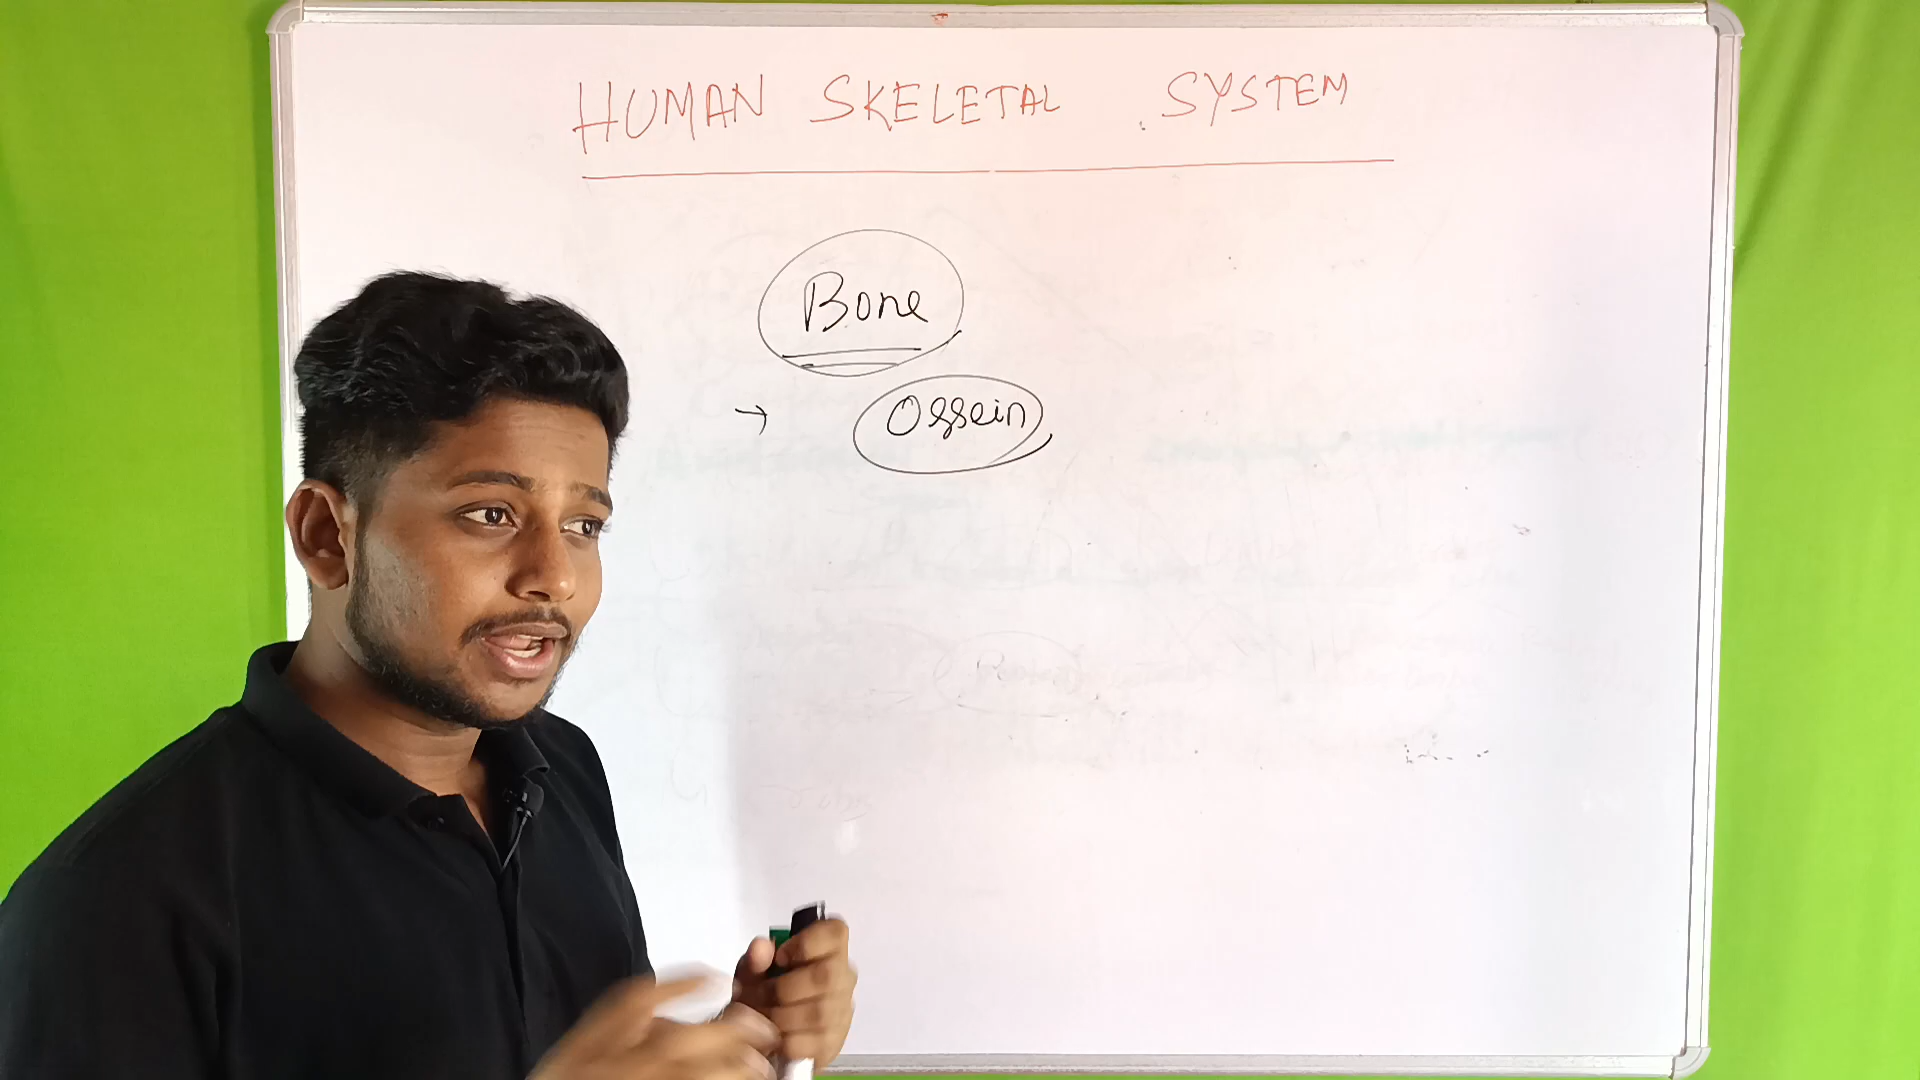 HUMAN SKELETAL SYSTEM
Bone
→ Ossein